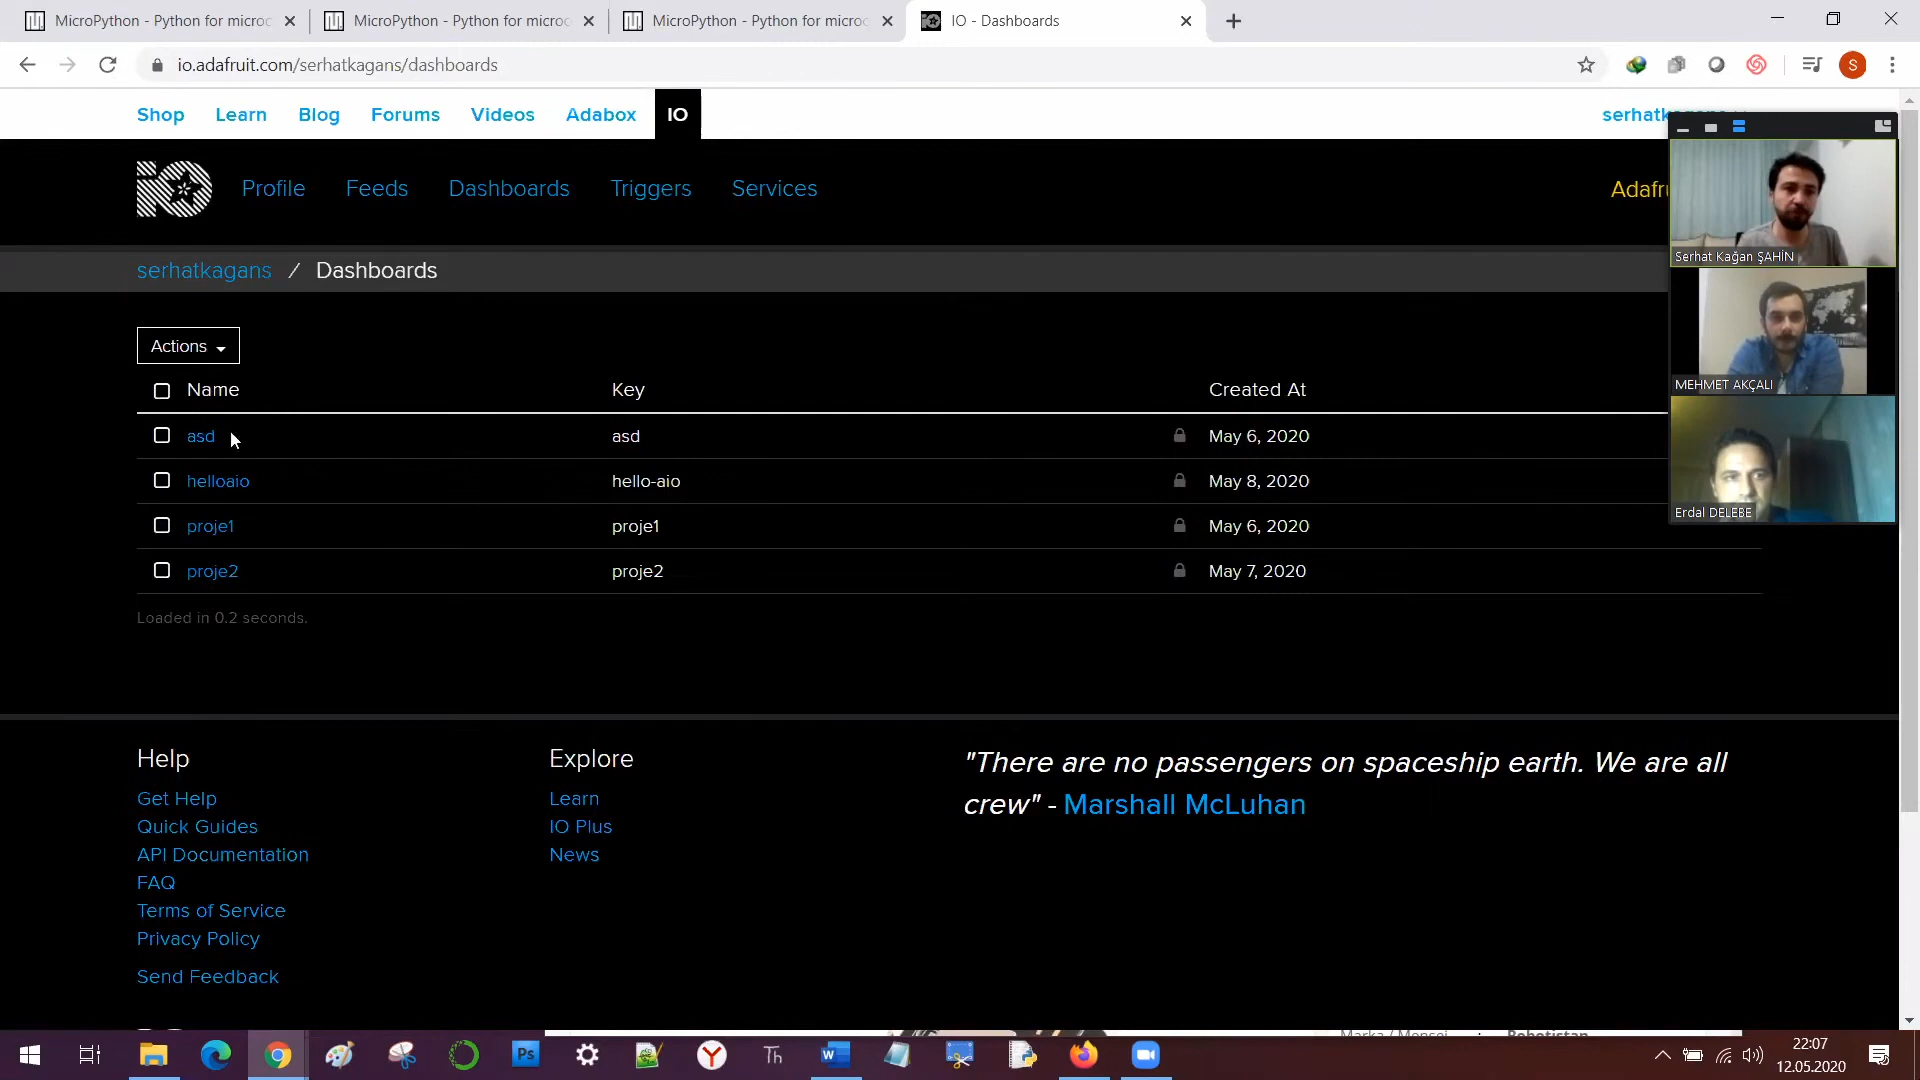 MicroPython - Python for microc
MicroPython - Python for microc
MicroPython - Python for microc
IO - Dashboards
io.adafruit.com/serhatkagans/dashboards
S
Shop
Learn
Blog
Forums
Videos
Adabox
IO
serhatkagans
Profile
Feeds
Dashboards
Triggers
Services
Adafru
serhatkagans / Dashboards
Serhat Kağan ŞAHİN
MEHMET AKÇALI
Erdal DELEBE
Actions
Name
Key
Created At
asd
asd
May 6, 2020
helloaio
hello-aio
May 8, 2020
proje1
proje1
May 6, 2020
proje2
proje2
May 7, 2020
Loaded in 0.2 seconds.
Help
Get Help
Quick Guides
API Documentation
FAQ
Terms of Service
Privacy Policy
Send Feedback
Explore
Learn
IO Plus
News
"There are no passengers on spaceship earth. We are all
crew" - Marshall McLuhan
Ps
Y
Th
W
22:07
12.05.2020